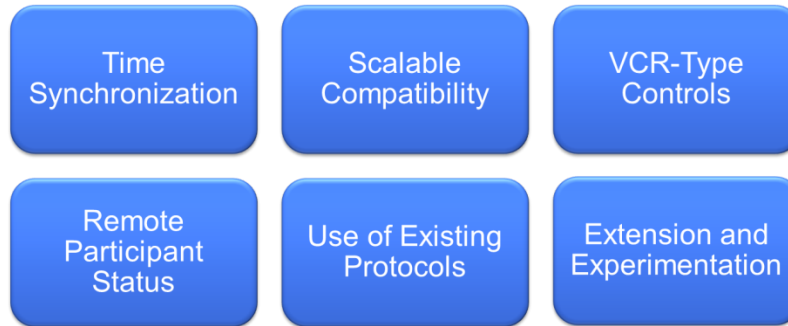 Time
Synchronization
Scalable
Compatibility
VCR-Type
Controls
Remote
Participant
Status
Use of Existing
Protocols
Extension and
Experimentation